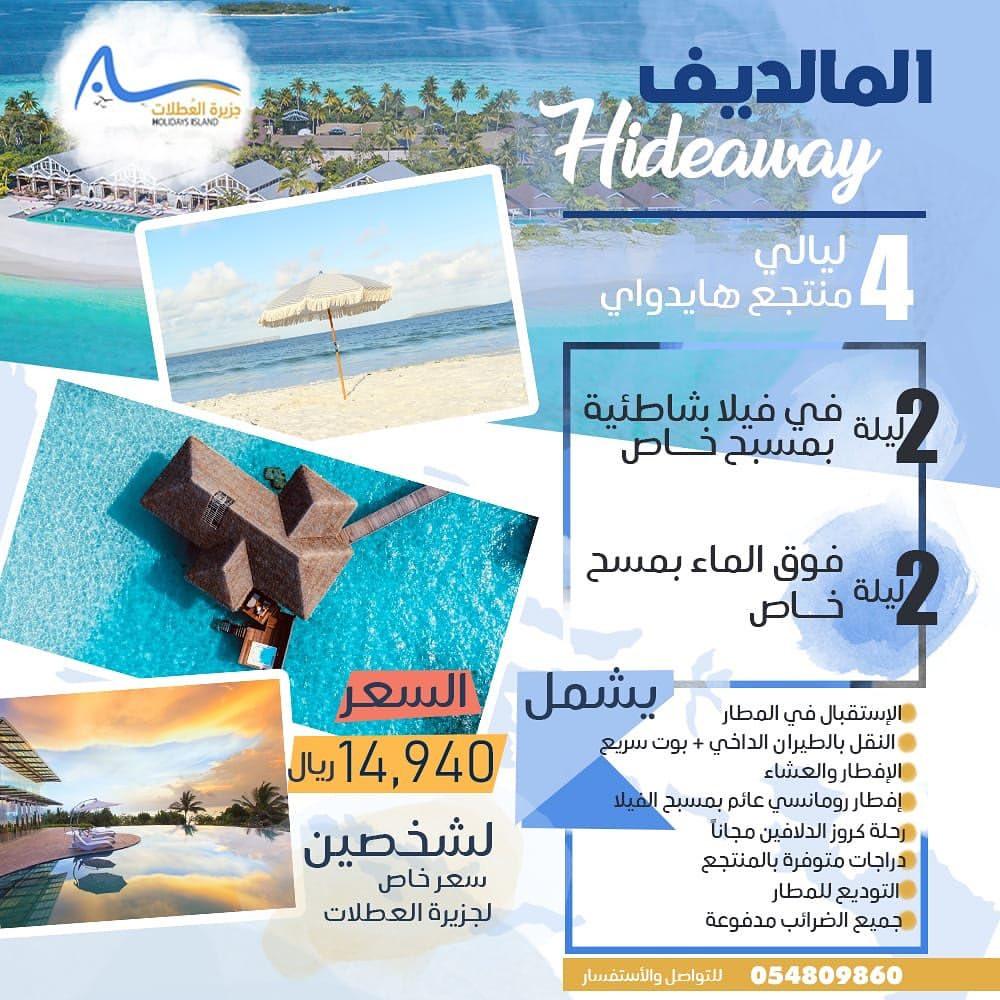 جزيرة العطلات
HOLIDAYS ISLAND
المالديف
Hideaway
4 ليالي
منتجع هايدواي
2 ليلة في فيلا شاطئية
بمسبح خـــاص
2 ليلة فوق الماء بمسح
خـــاص
يشمل
الإستقبال في المطار
النقل بالطيران الداخي + بوت سريع
الإفطار والعشاء
إفطار رومانسي عائم بمسبح الفيلا
رحلة كروز الدلافين مجاناً
دراجات متوفرة بالمنتجع
التوديع للمطار
جميع الضرائب مدفوعة
السعر
14,940 ريال
لشخصين
سعر خاص
لجزيرة العطلات
للتواصل والأستفسار 054809860